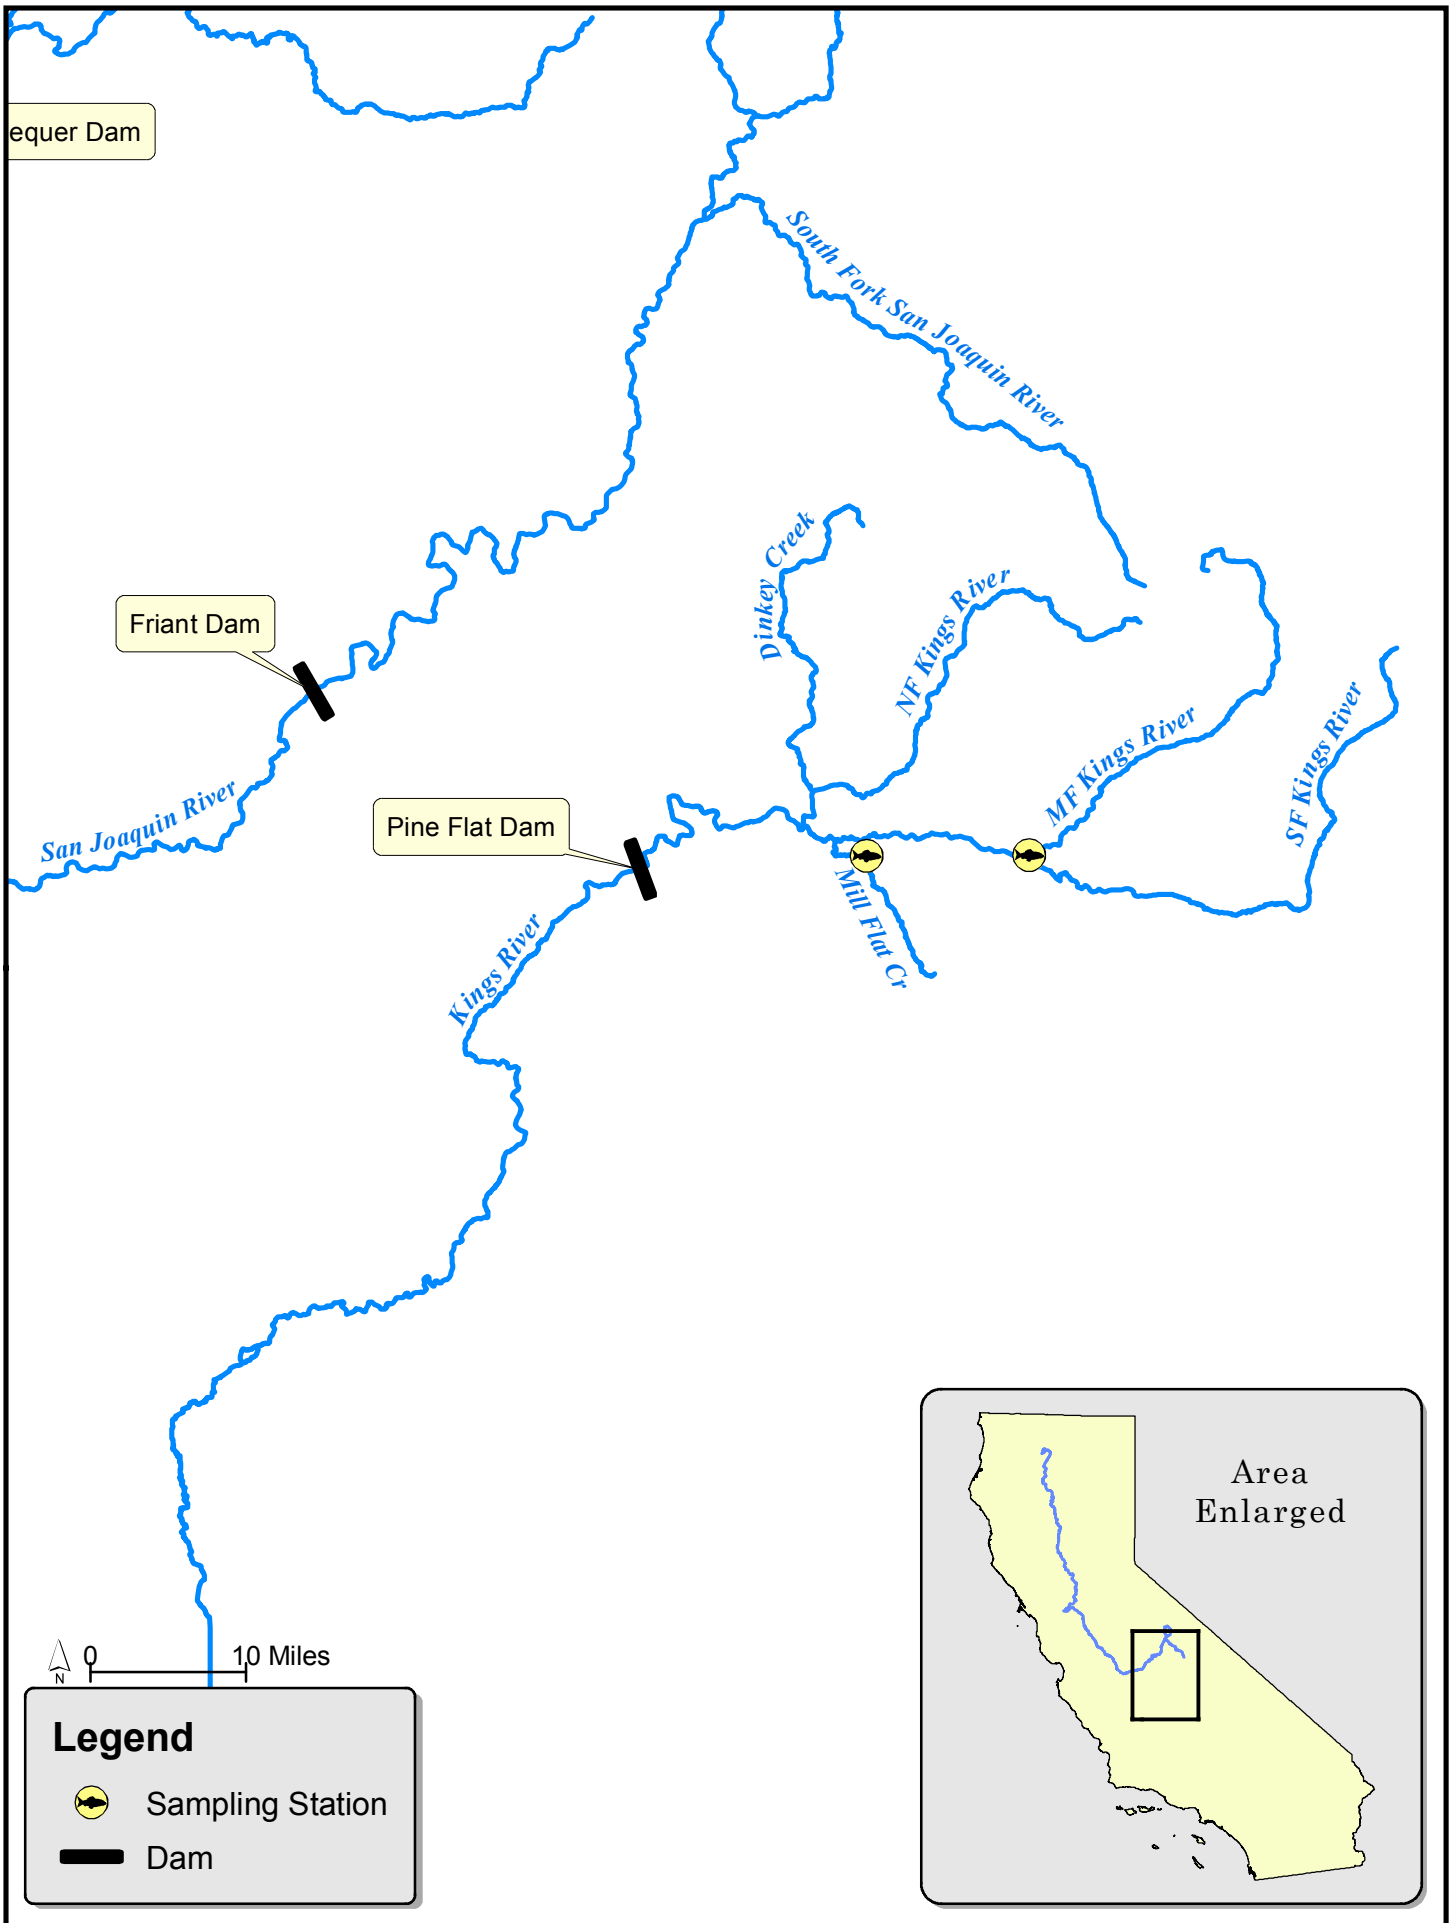 equer Dam
South Fork San Joaquin River
Dinkey Creek
NF Kings River
Friant Dam
MF Kings River
SF Kings River
San Joaquin River
Pine Flat Dam
Mill Flat Cr
Kings River
Area
Enlarged
0 10 Miles
N
Legend
Sampling Station
Dam